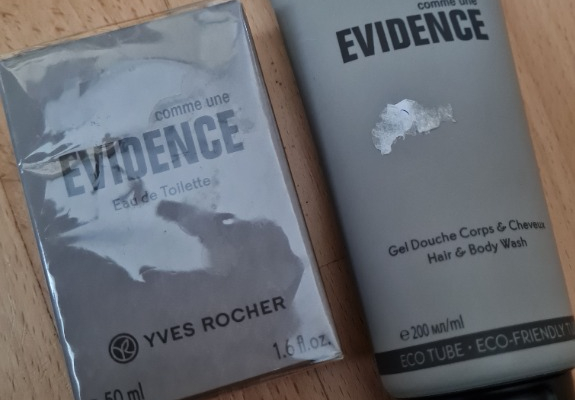 comme une
EVIDENCE
Eau de Toilette
YVES ROCHER
1.6 fl.oz.
50 ml
comme une
EVIDENCE
Gel Douche Corps & Cheveux
Hair & Body Wash
e 200 мл/ml
ECO TUBE • ECO-FRIENDLY T